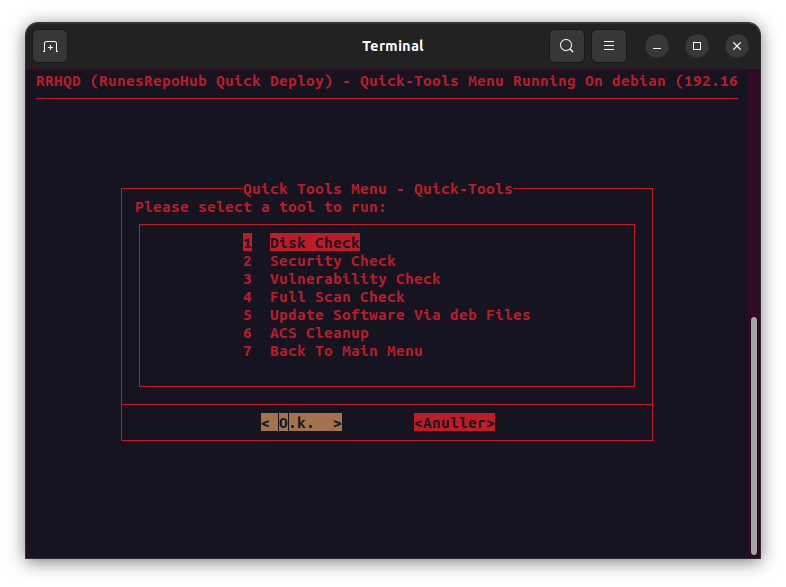 Terminal
RRHQD (RunesRepoHub Quick Deploy) - Quick-Tools Menu Running On debian (192.16
Quick Tools Menu - Quick-Tools
Please select a tool to run:
1 Disk Check
2 Security Check
3 Vulnerability Check
4 Full Scan Check
5 Update Software Via deb Files
6 ACS Cleanup
7 Back To Main Menu
< O.k. > <Anuller>